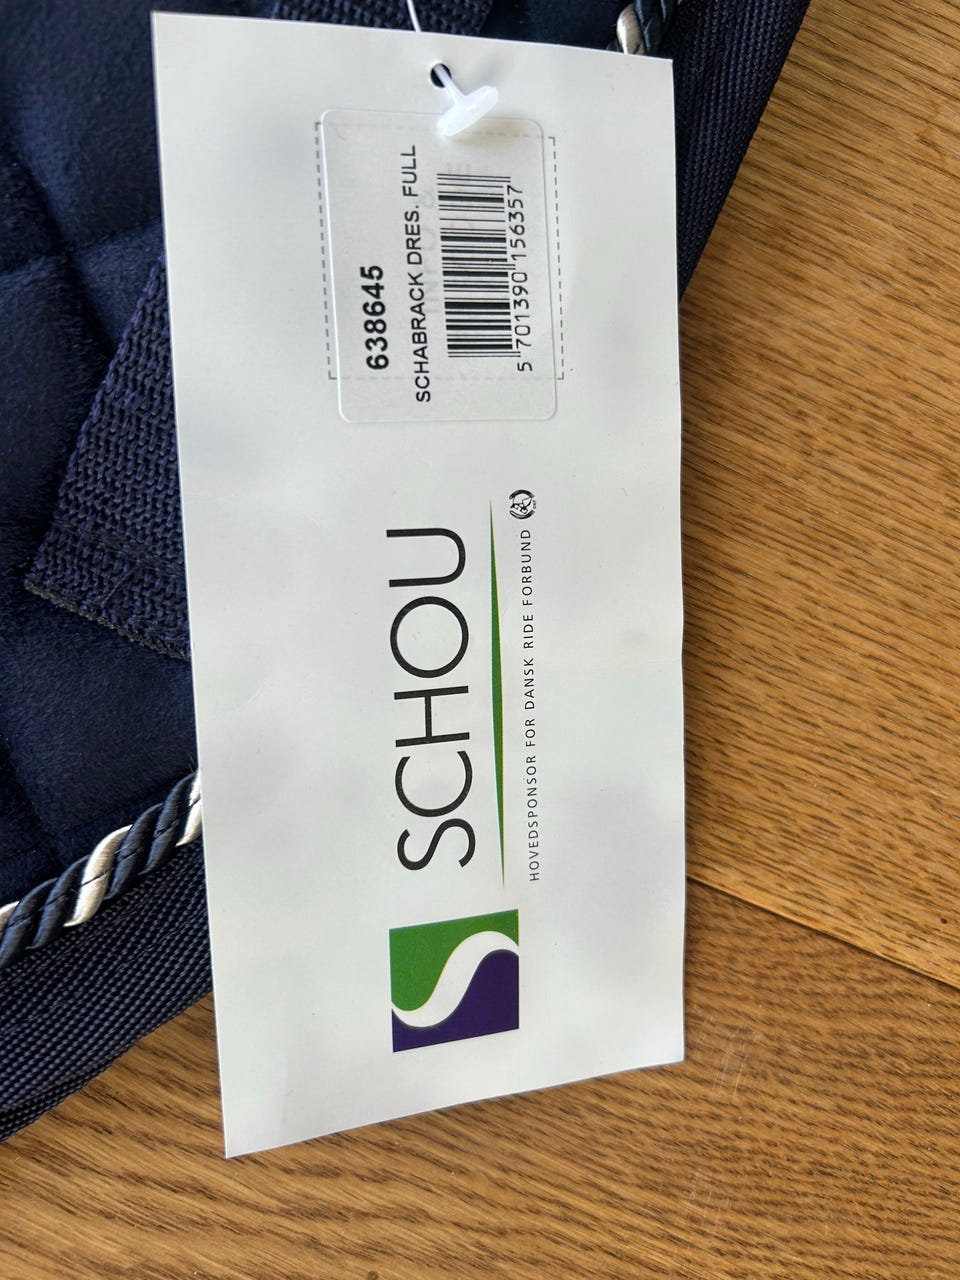 638645
SCHABRACK DRES. FULL
5 701390 156357
SCHOU
HOVEDSPONSOR FOR DANSK RIDE FORBUND